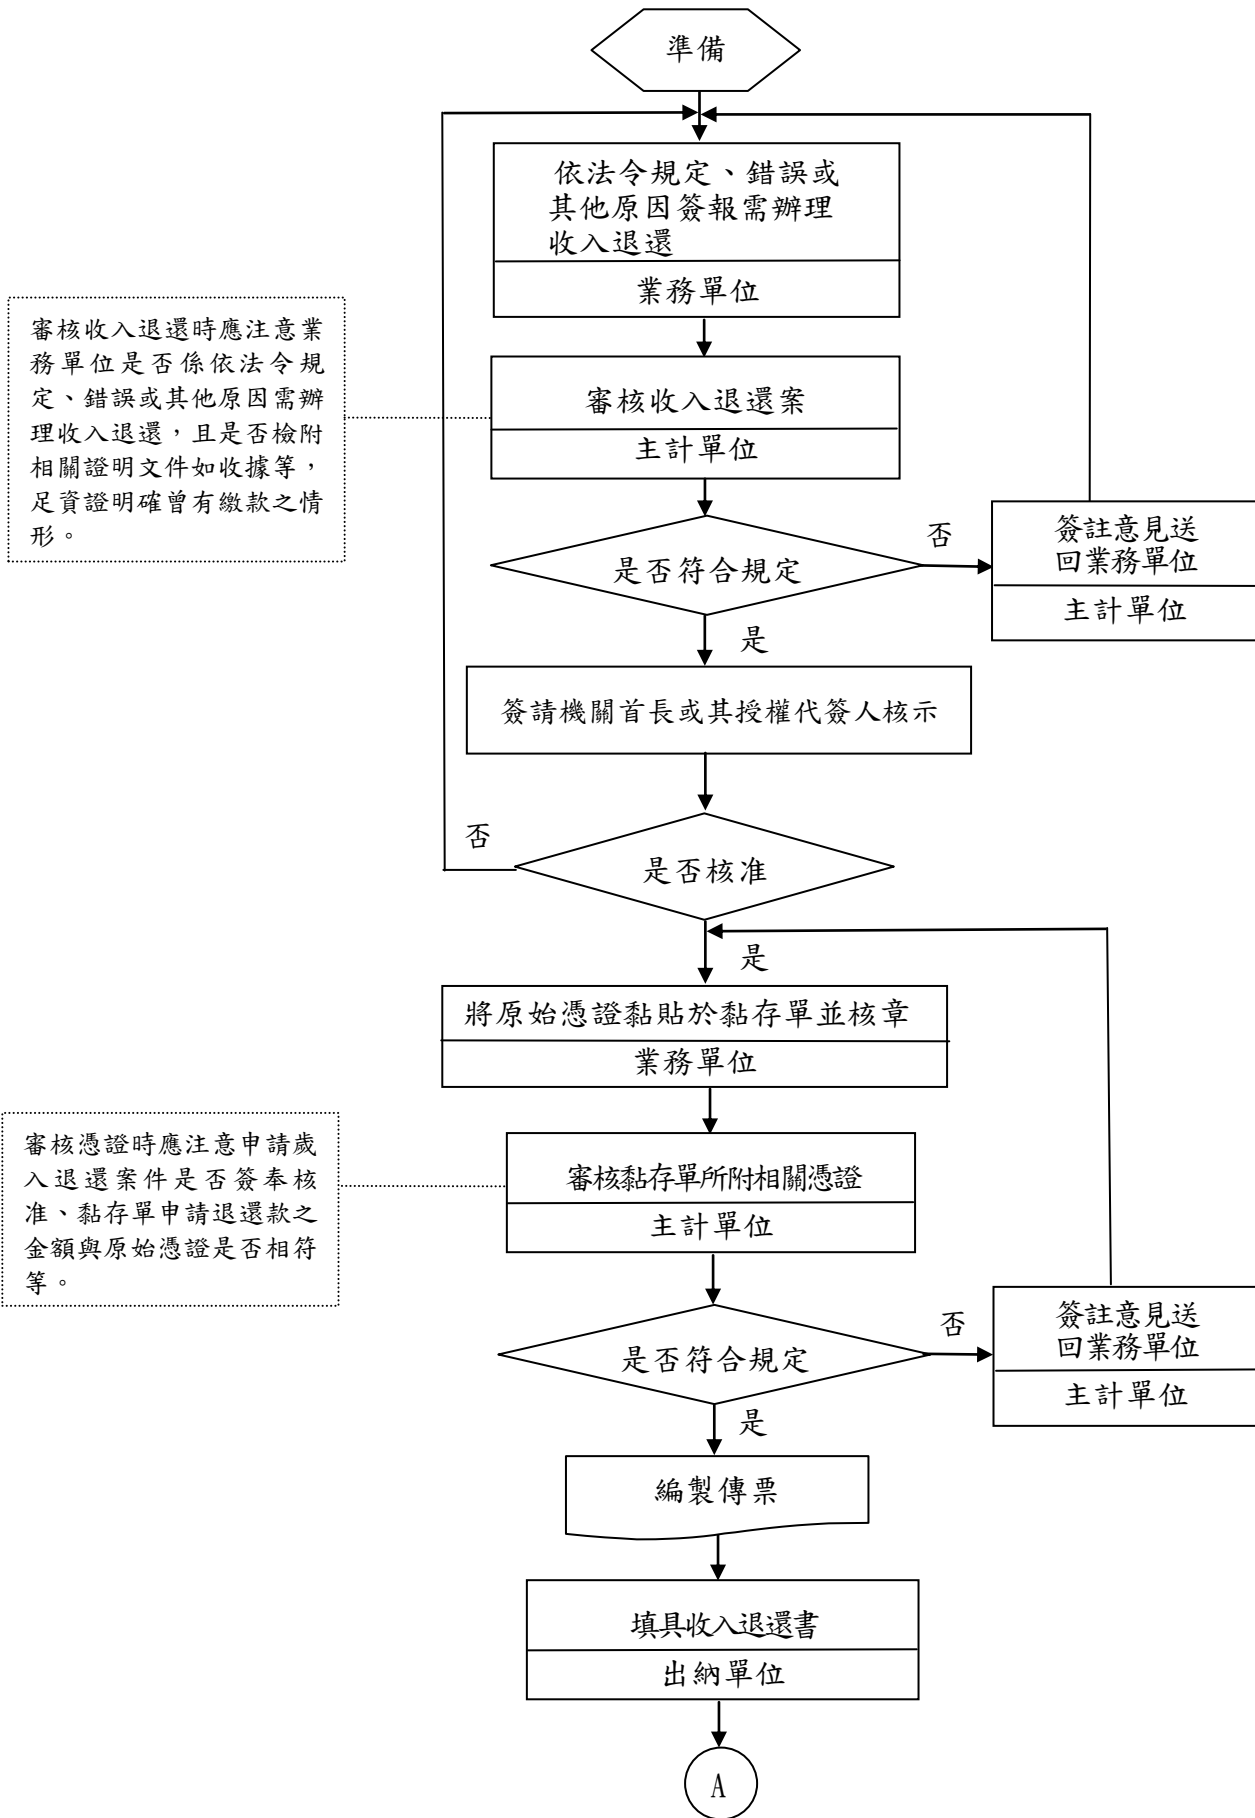 準備
依法令規定、錯誤或
其他原因簽報需辦理
收入退還
業務單位
審核收入退還時應注意業
務單位是否係依法令規
定、錯誤或其他原因需辦
理收入退還，且是否檢附
相關證明文件如收據等，
足資證明確曾有繳款之情
形。
審核收入退還案
主計單位
是否符合規定
否
簽註意見送
回業務單位
主計單位
是
簽請機關首長或其授權代簽人核示
否
是否核准
是
將原始憑證黏貼於黏存單並核章
業務單位
審核憑證時應注意申請歲
入退還案件是否簽奉核
准、黏存單申請退還款之
金額與原始憑證是否相符
等。
審核黏存單所附相關憑證
主計單位
是否符合規定
否
簽註意見送
回業務單位
主計單位
是
編製傳票
填具收入退還書
出納單位
A